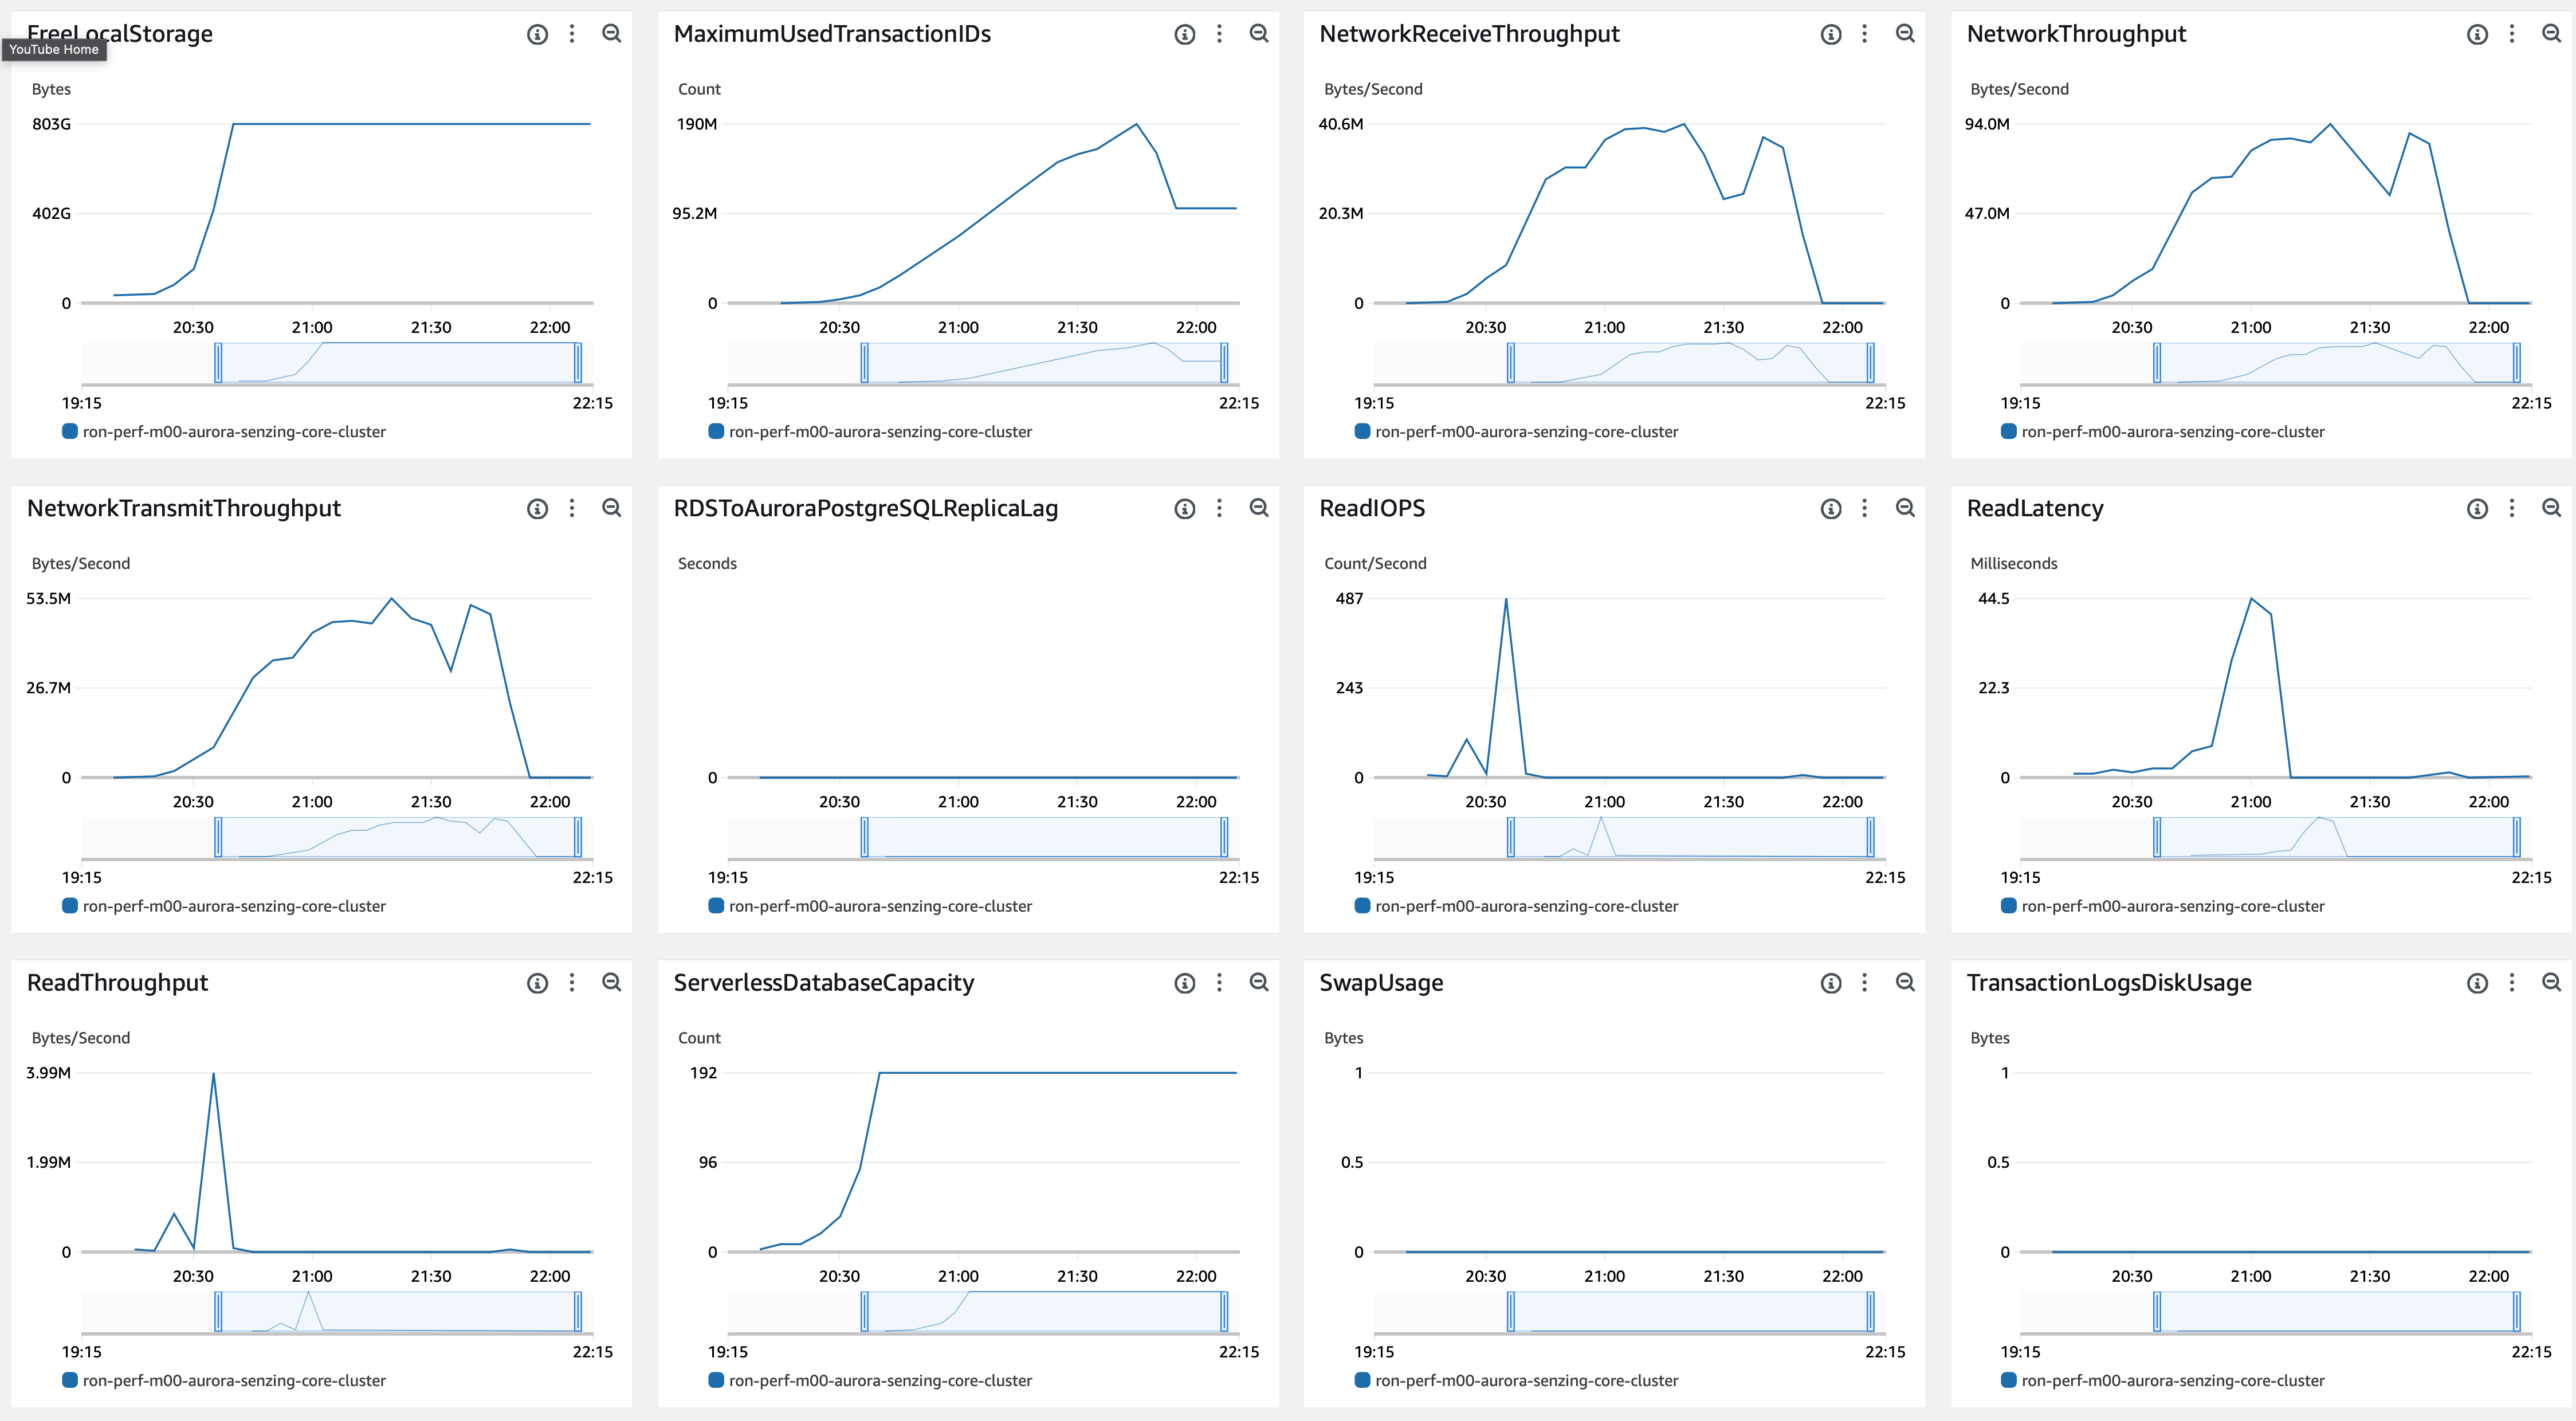 FreeLocalStorage
YouTube Home
Bytes
803G
402G
0
20:30 21:00 21:30 22:00
19:15 22:15
ron-perf-m00-aurora-senzing-core-cluster
MaximumUsedTransactionIDs
Count
190M
95.2M
0
20:30 21:00 21:30 22:00
19:15 22:15
ron-perf-m00-aurora-senzing-core-cluster
NetworkReceiveThroughput
Bytes/Second
40.6M
20.3M
0
20:30 21:00 21:30 22:00
19:15 22:15
ron-perf-m00-aurora-senzing-core-cluster
NetworkThroughput
Bytes/Second
94.0M
47.0M
0
20:30 21:00 21:30 22:00
19:15 22:15
ron-perf-m00-aurora-senzing-core-cluster
NetworkTransmitThroughput
Bytes/Second
53.5M
26.7M
0
20:30 21:00 21:30 22:00
19:15 22:15
ron-perf-m00-aurora-senzing-core-cluster
RDSToAuroraPostgreSQLReplicaLag
Seconds
0
20:30 21:00 21:30 22:00
19:15 22:15
ron-perf-m00-aurora-senzing-core-cluster
ReadIOPS
Count/Second
487
243
0
20:30 21:00 21:30 22:00
19:15 22:15
ron-perf-m00-aurora-senzing-core-cluster
ReadLatency
Milliseconds
44.5
22.3
0
20:30 21:00 21:30 22:00
19:15 22:15
ron-perf-m00-aurora-senzing-core-cluster
ReadThroughput
Bytes/Second
3.99M
1.99M
0
20:30 21:00 21:30 22:00
19:15 22:15
ron-perf-m00-aurora-senzing-core-cluster
ServerlessDatabaseCapacity
Count
192
96
0
20:30 21:00 21:30 22:00
19:15 22:15
ron-perf-m00-aurora-senzing-core-cluster
SwapUsage
Bytes
1
0.5
0
20:30 21:00 21:30 22:00
19:15 22:15
ron-perf-m00-aurora-senzing-core-cluster
TransactionLogsDiskUsage
Bytes
1
0.5
0
20:30 21:00 21:30 22:00
19:15 22:15
ron-perf-m00-aurora-senzing-core-cluster